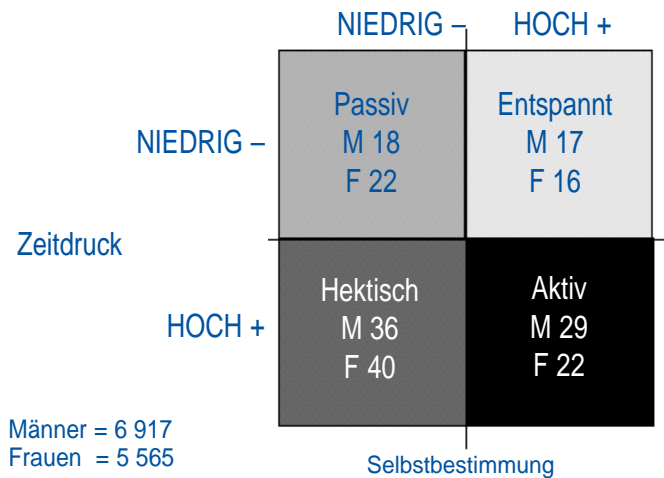 NIEDRIG – HOCH +
Passiv Entspannt
NIEDRIG – M 18 M 17
F 22 F 16
Zeitdruck
Hektisch Aktiv
HOCH + M 36 M 29
F 40 F 22
Männer = 6 917
Frauen = 5 565
Selbstbestimmung